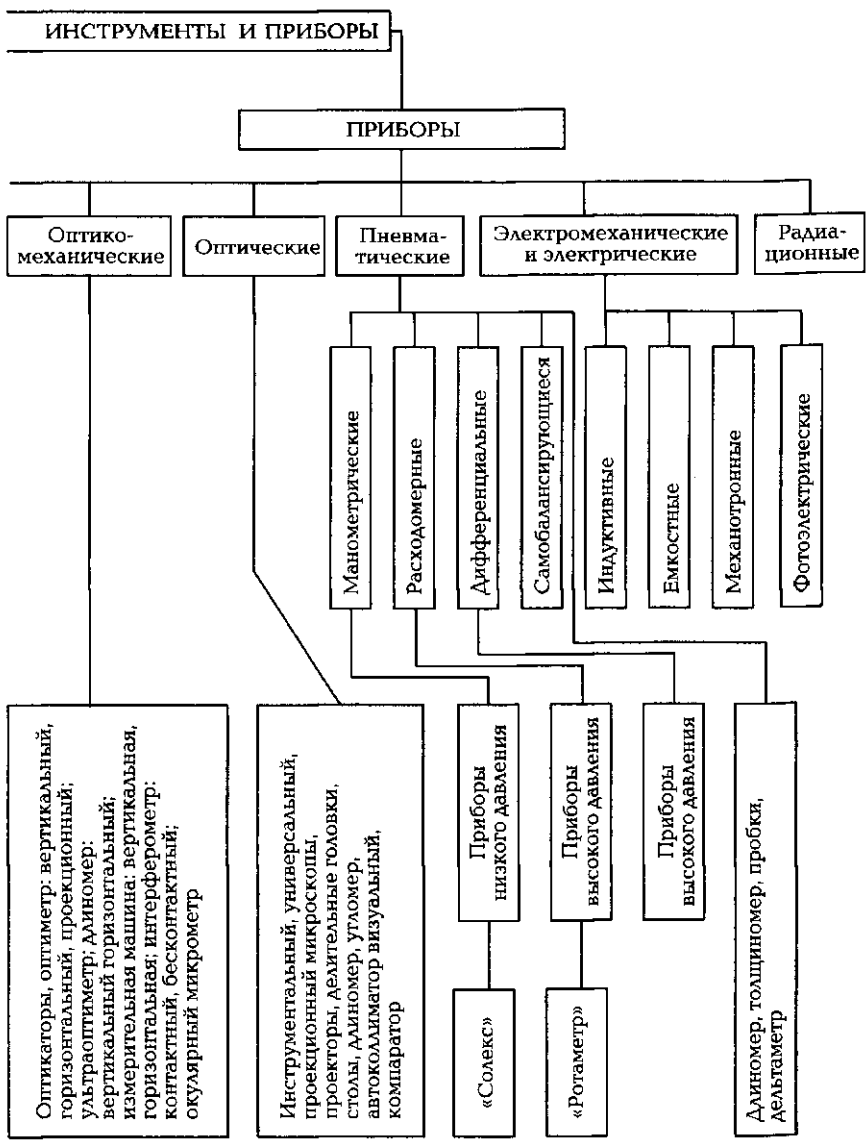 ИНСТРУМЕНТЫ И ПРИБОРЫ
ПРИБОРЫ
Оптико-
механические
Оптические
Пневма-
тические
Электромеханические
и электрические
Радиа-
ционные
Манометрические
Расходомерные
Дифференциальные
Самобалансирующиеся
Индуктивные
Емкостные
Механотронные
Фотоэлектрические
Оптикаторы, оптиметр: вертикальный,
горизонтальный, проекционный;
ультраоптиметр; длиномер:
вертикальный горизонтальный;
измерительная машина: вертикальная,
горизонтальная; интерферометр:
контактный, бесконтактный;
окулярный микрометр
Инструментальный, универсальный,
проекционный микроскопы,
проекторы, делительные головки,
столы, длиномер, угломер,
автоколлиматор визуальный,
компаратор
Приборы
низкого давления
Приборы
высокого давления
Приборы
высокого давления
Длиномер, толщиномер, пробки,
дельтаметр
«Солекс»
«Ротаметр»